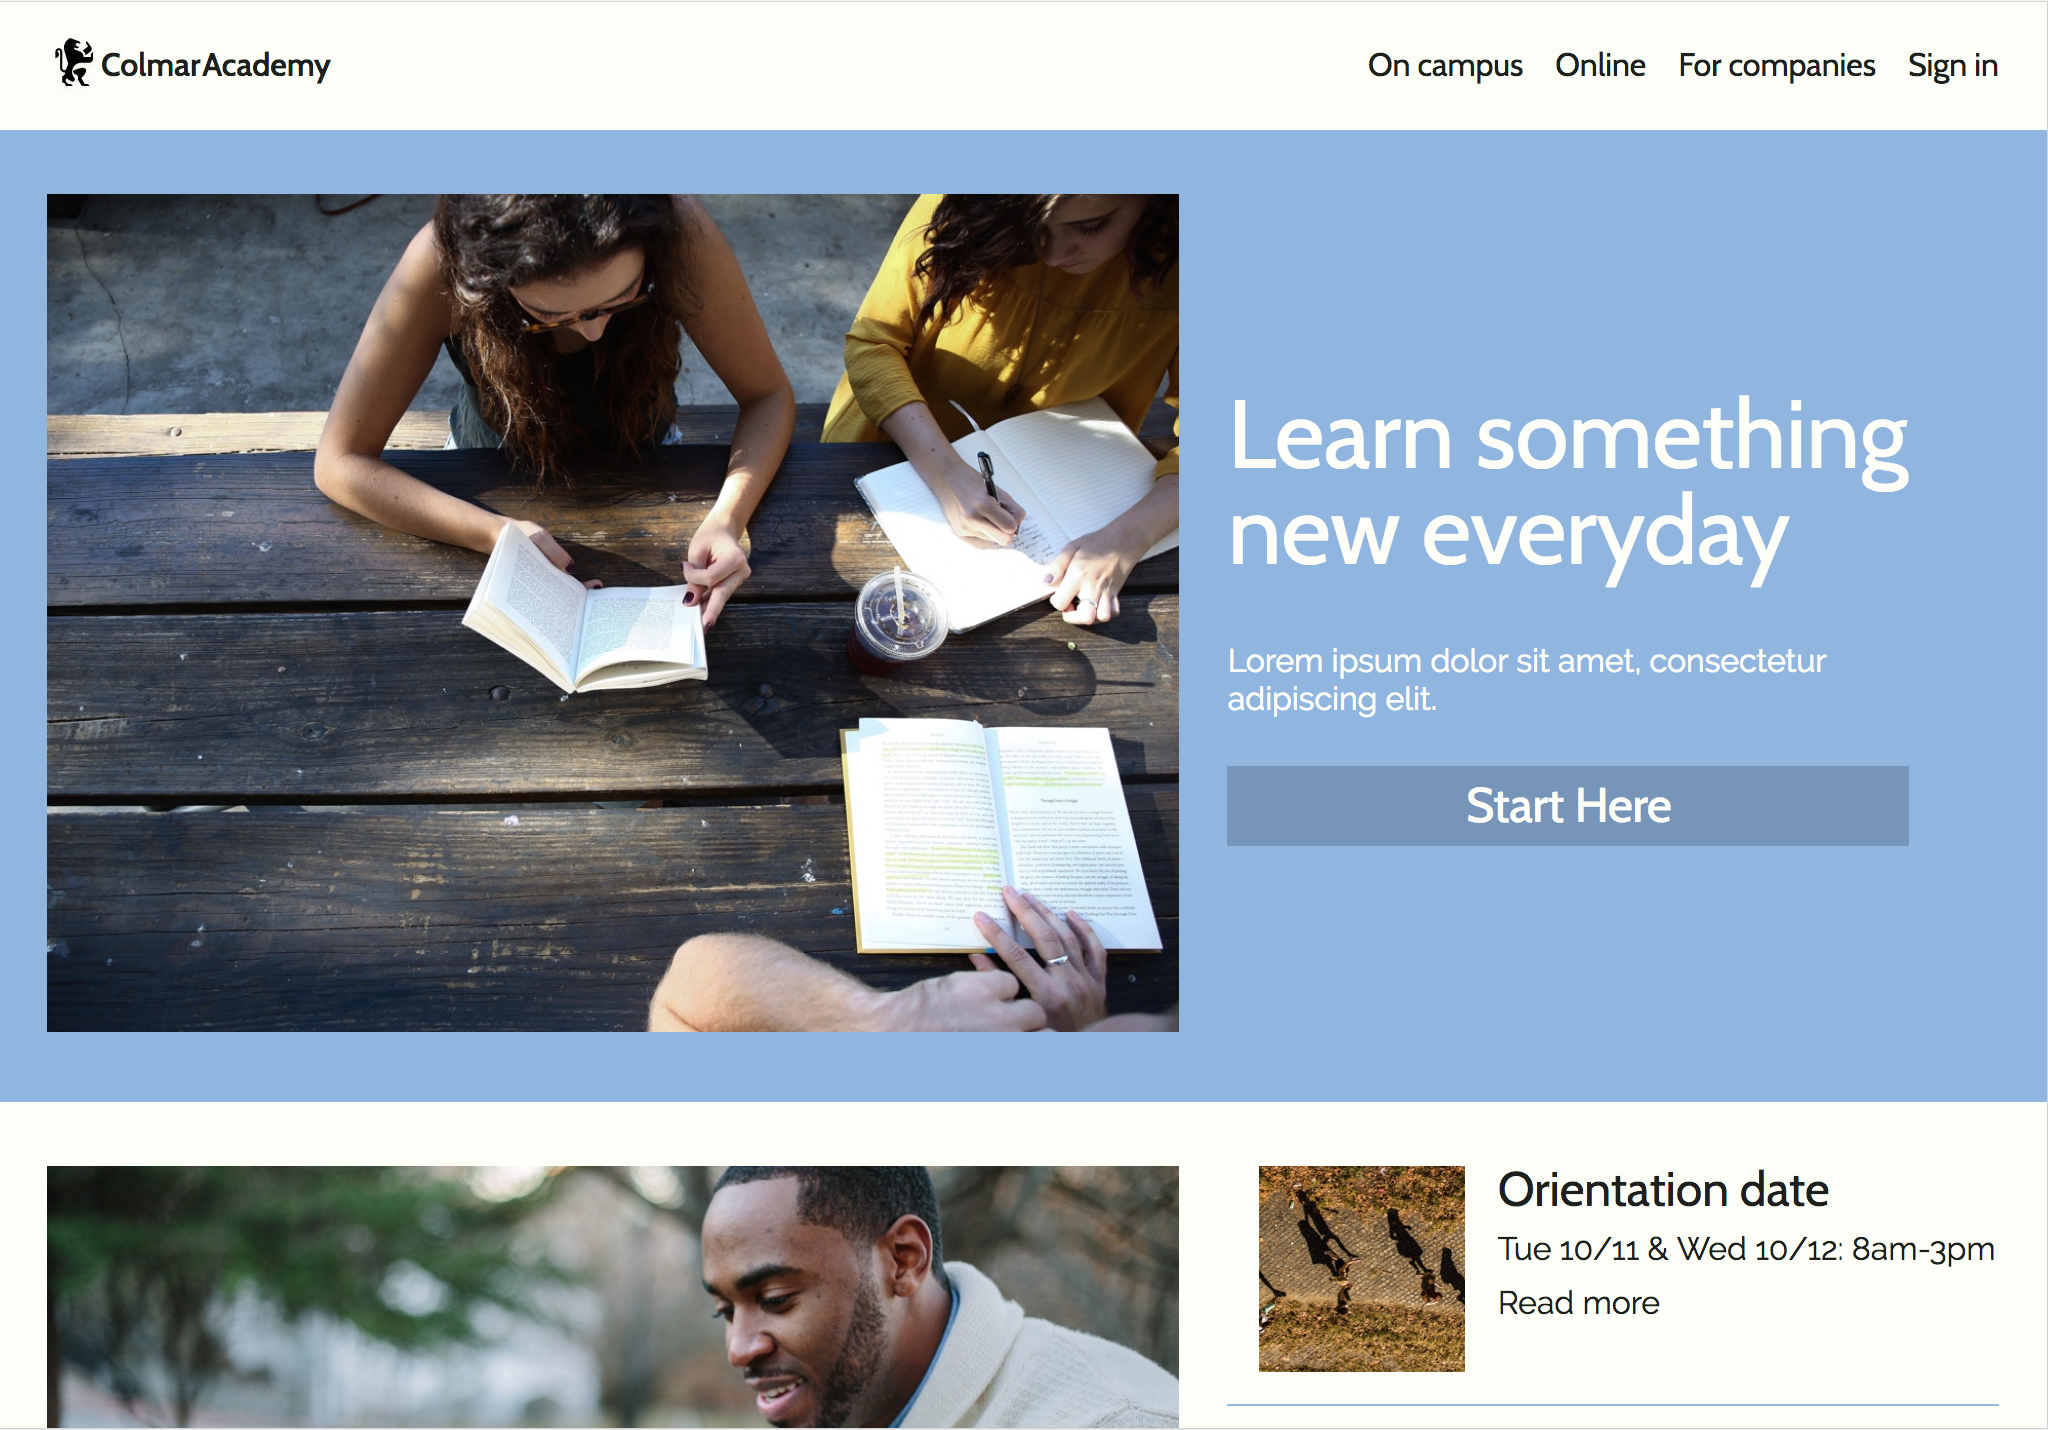 ColmarAcademy
On campus Online For companies Sign in
Learn something
new everyday
Lorem ipsum dolor sit amet, consectetur
adipiscing elit.
Start Here
Orientation date
Tue 10/11 & Wed 10/12: 8am-3pm
Read more